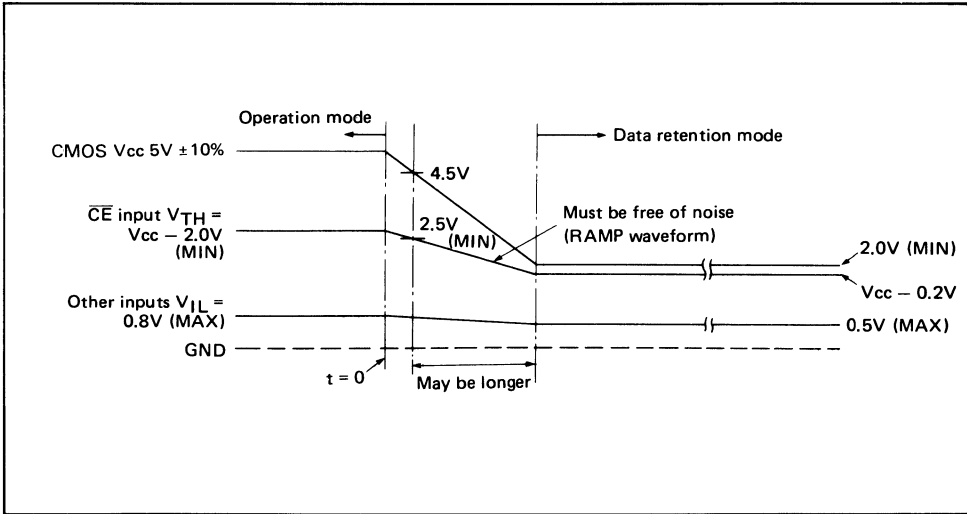 Operation mode
Data retention mode
CMOS Vcc 5V ±10%
4.5V
C̅E̅ input VTH =
Vcc – 2.0V
(MIN)
2.5V
(MIN)
Must be free of noise
(RAMP waveform)
2.0V (MIN)
Vcc – 0.2V
Other inputs VIL =
0.8V (MAX)
0.5V (MAX)
GND
t = 0
May be longer